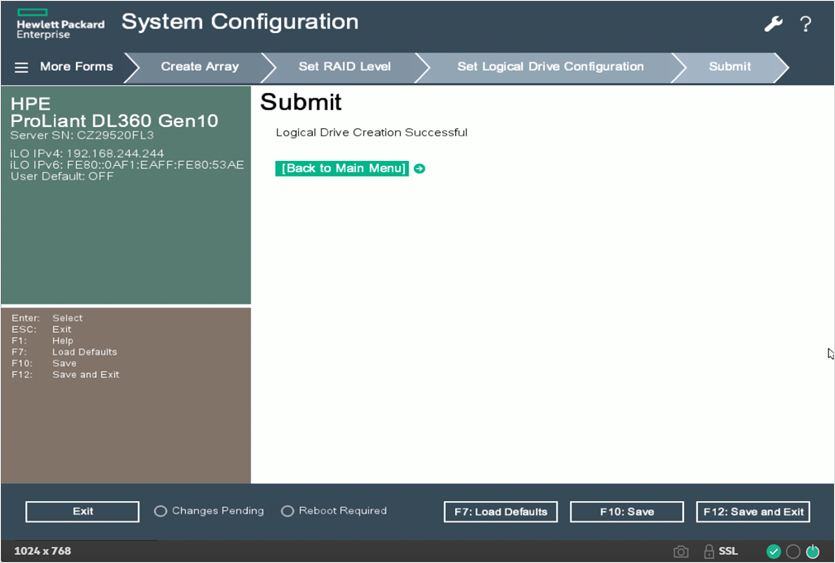 Hewlett Packard
Enterprise
System Configuration
?
More Forms
Create Array
Set RAID Level
Set Logical Drive Configuration
Submit
HPE
ProLiant DL360 Gen10
Server SN: CZ29520FL3
iLO IPv4: 192.168.244.244
iLO IPv6: FE80::0AF1:EAFF:FE80:53AE
User Default: OFF
Submit
Logical Drive Creation Successful
[Back to Main Menu]
Enter: Select
ESC: Exit
F1: Help
F7: Load Defaults
F10: Save
F12: Save and Exit
Exit
Changes Pending
Reboot Required
F7: Load Defaults
F10: Save
F12: Save and Exit
1024 x 768
SSL